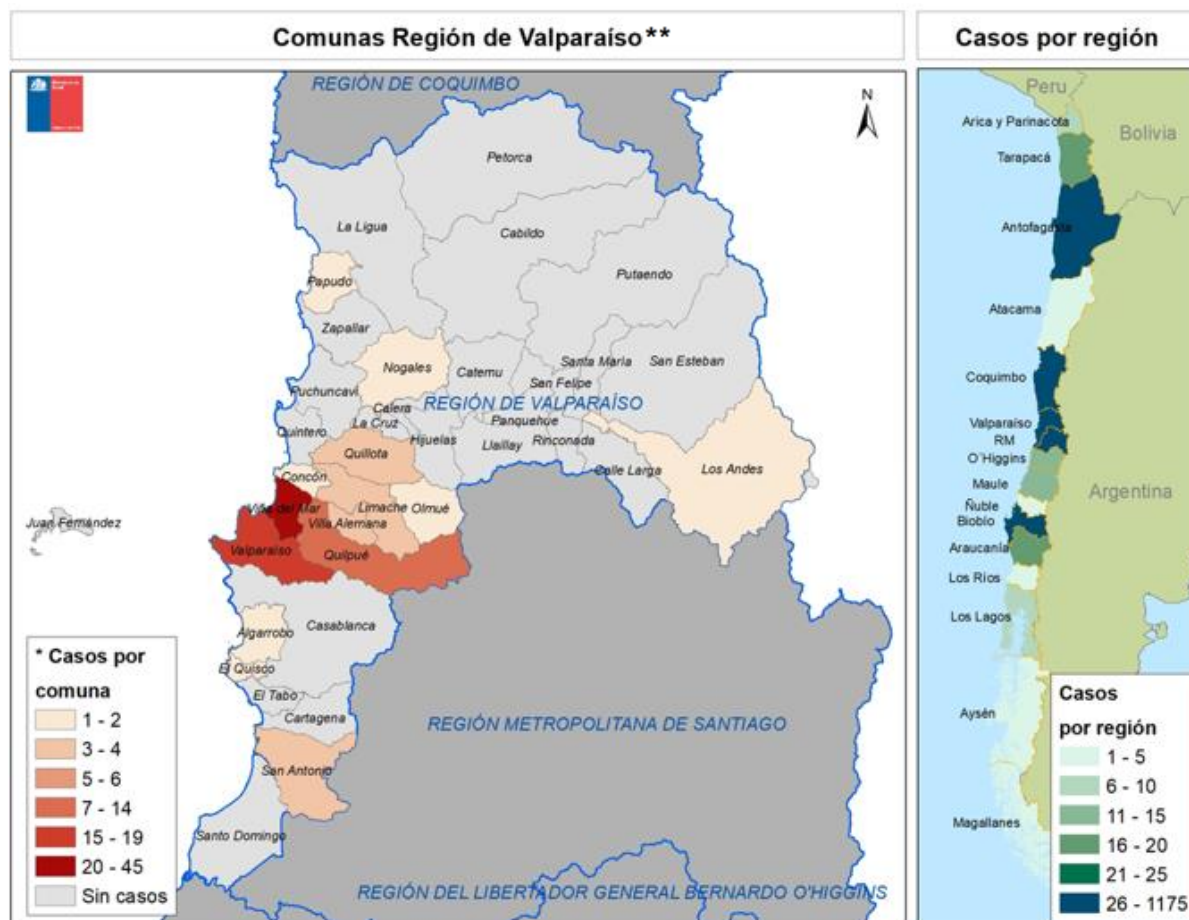 Comunas Región de Valparaíso**
Casos por región
REGIÓN DE COQUIMBO
N
Petorca
La Ligua
Cabildo
Putaendo
Papudo
Zapallar
Nogales
Catemu
Santa María
San Esteban
San Felipe
Puchuncaví
Calera
REGIÓN DE VALPARAÍSO
Panquehue
La Cruz
Quintero
Hijuelas
Llaillay
Rinconada
Quillota
Calle Larga
Los Andes
Concón
Viña del Mar
Limache
Olmué
Villa Alemana
Juan Fernández
Valparaíso
Quilpué
Casablanca
Algarrobo
El Quisco
El Tabo
Cartagena
REGIÓN METROPOLITANA DE SANTIAGO
San Antonio
Santo Domingo
REGIÓN DEL LIBERTADOR GENERAL BERNARDO O'HIGGINS
* Casos por
comuna
1 - 2
3 - 4
5 - 6
7 - 14
15 - 19
20 - 45
Sin casos
Peru
Arica y Parinacota
Bolivia
Tarapacá
Antofagasta
Atacama
Coquimbo
Valparaíso
RM
O´Higgins
Maule
Argentina
Ñuble
Biobío
Araucanía
Los Ríos
Los Lagos
Aysén
Magallanes
Casos
por región
1 - 5
6 - 10
11 - 15
16 - 20
21 - 25
26 - 1175